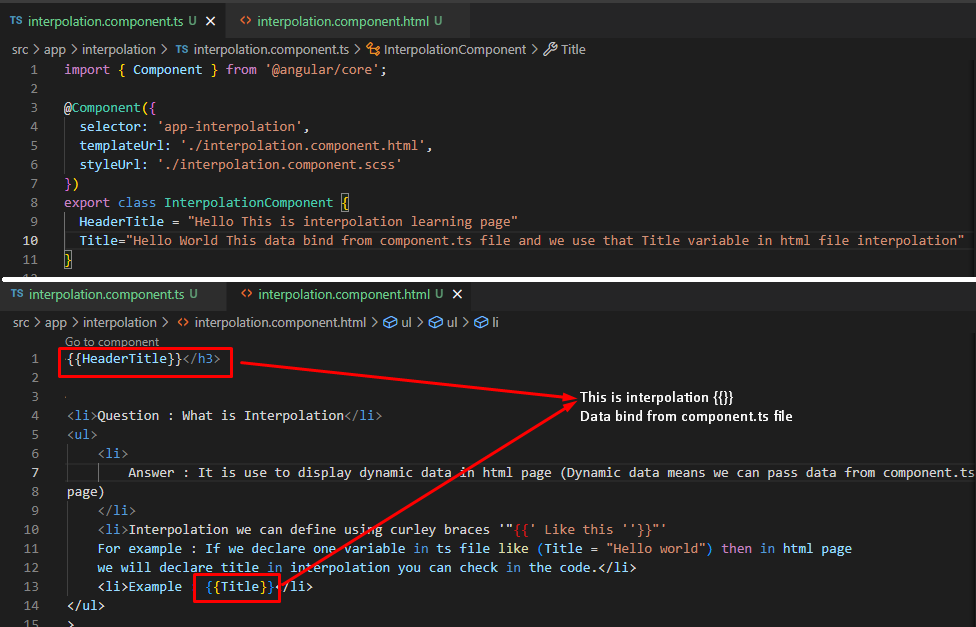 TS interpolation.component.ts U X <> interpolation.component.html U
src > app > interpolation > TS interpolation.component.ts > InterpolationComponent > Title
1 import { Component } from '@angular/core';
2
3 @Component({
4 selector: 'app-interpolation',
5 templateUrl: './interpolation.component.html',
6 styleUrl: './interpolation.component.scss'
7 })
8 export class InterpolationComponent {
9 HeaderTitle = "Hello This is interpolation learning page"
10 Title="Hello World This data bind from component.ts file and we use that Title variable in html file interpolation"
11 }
TS interpolation.component.ts U <> interpolation.component.html U X
src > app > interpolation > <> interpolation.component.html > ul > ul > li
Go to component
1 {{HeaderTitle}}</h3>
2
3 .
This is interpolation {{}}
Data bind from component.ts file
4 <li>Question : What is Interpolation</li>
5 <ul>
6 <li>
7 Answer : It is use to display dynamic data in html page (Dynamic data means we can pass data from component.ts
8 page)
9 </li>
10 <li>Interpolation we can define using curley braces '"{{' Like this ''}}"'
11 For example : If we declare one variable in ts file like (Title = "Hello world") then in html page
12 we will declare title in interpolation you can check in the code.</li>
13 <li>Example : {{Title}}</li>
14 </ul>
15 >